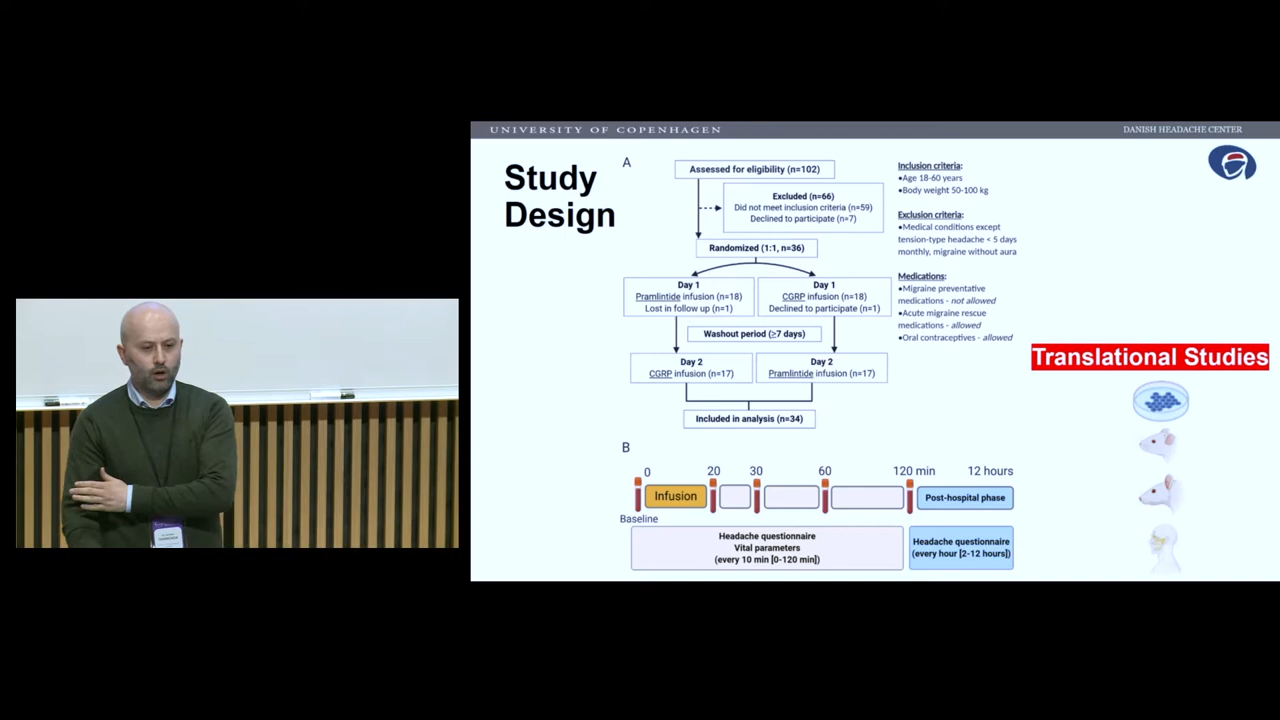 UNIVERSITY OF COPENHAGEN
DANISH HEADACHE CENTER
Study
Design
A
Assessed for eligibility (n=102)
Excluded (n=66)
Did not meet inclusion criteria (n=59)
Declined to participate (n=7)
Randomized (1:1, n=36)
Day 1
Pramlintide infusion (n=18)
Lost in follow up (n=1)
Day 1
CGRP infusion (n=18)
Declined to participate (n=1)
Washout period (≥7 days)
Day 2
CGRP infusion (n=17)
Day 2
Pramlintide infusion (n=17)
Included in analysis (n=34)
Inclusion criteria:
•Age 18-60 years
•Body weight 50-100 kg
Exclusion criteria:
•Medical conditions except
tension-type headache < 5 days
monthly, migraine without aura
Medications:
•Migraine preventative
medications - not allowed
•Acute migraine rescue
medications - allowed
•Oral contraceptives - allowed
Translational Studies
B
0 20 30 60 120 min 12 hours
Infusion
Post-hospital phase
Baseline
Headache questionnaire
Vital parameters
(every 10 min [0-120 min])
Headache questionnaire
(every hour [2-12 hours])